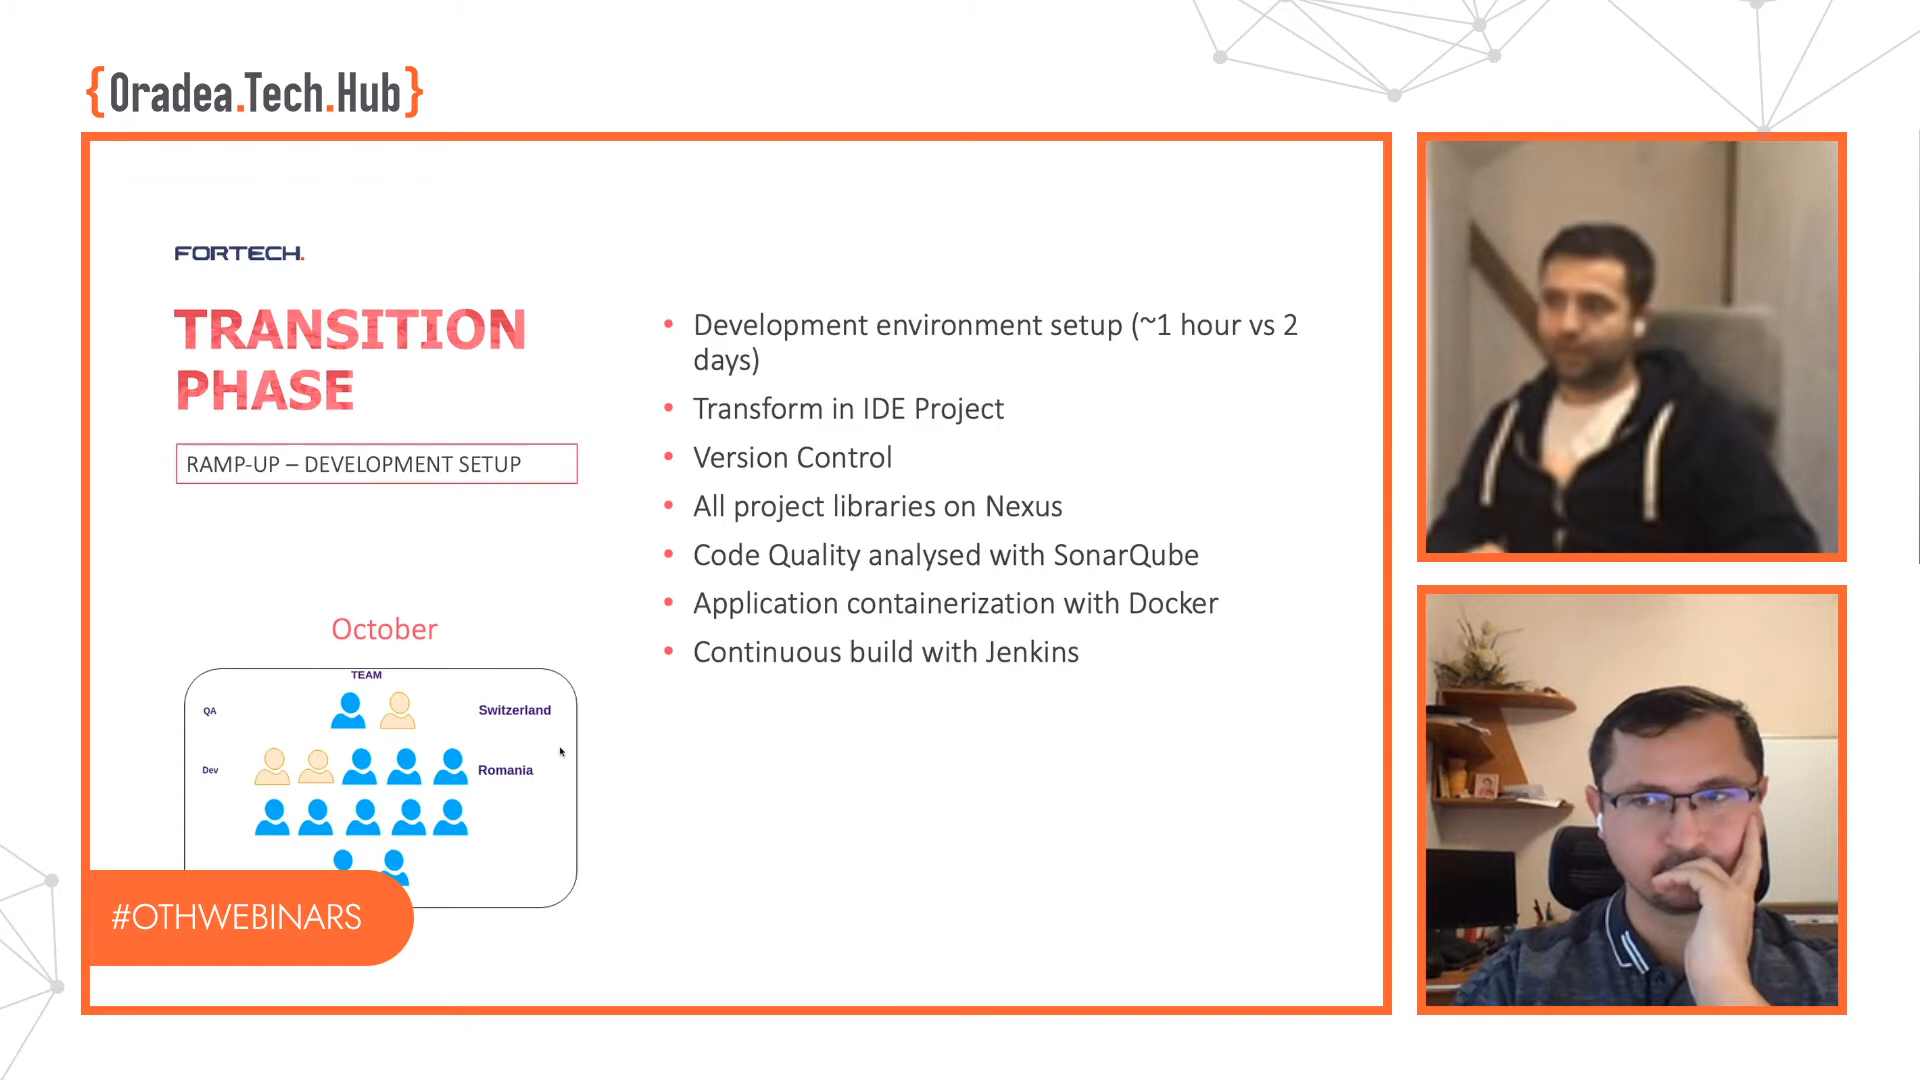 {Oradea.Tech.Hub}
FORTECH.
TRANSITION
PHASE
RAMP-UP – DEVELOPMENT SETUP
• Development environment setup (~1 hour vs 2
days)
• Transform in IDE Project
• Version Control
• All project libraries on Nexus
• Code Quality analysed with SonarQube
• Application containerization with Docker
• Continuous build with Jenkins
October
TEAM
QA
Switzerland
Dev
Romania
#OTHWEBINARS